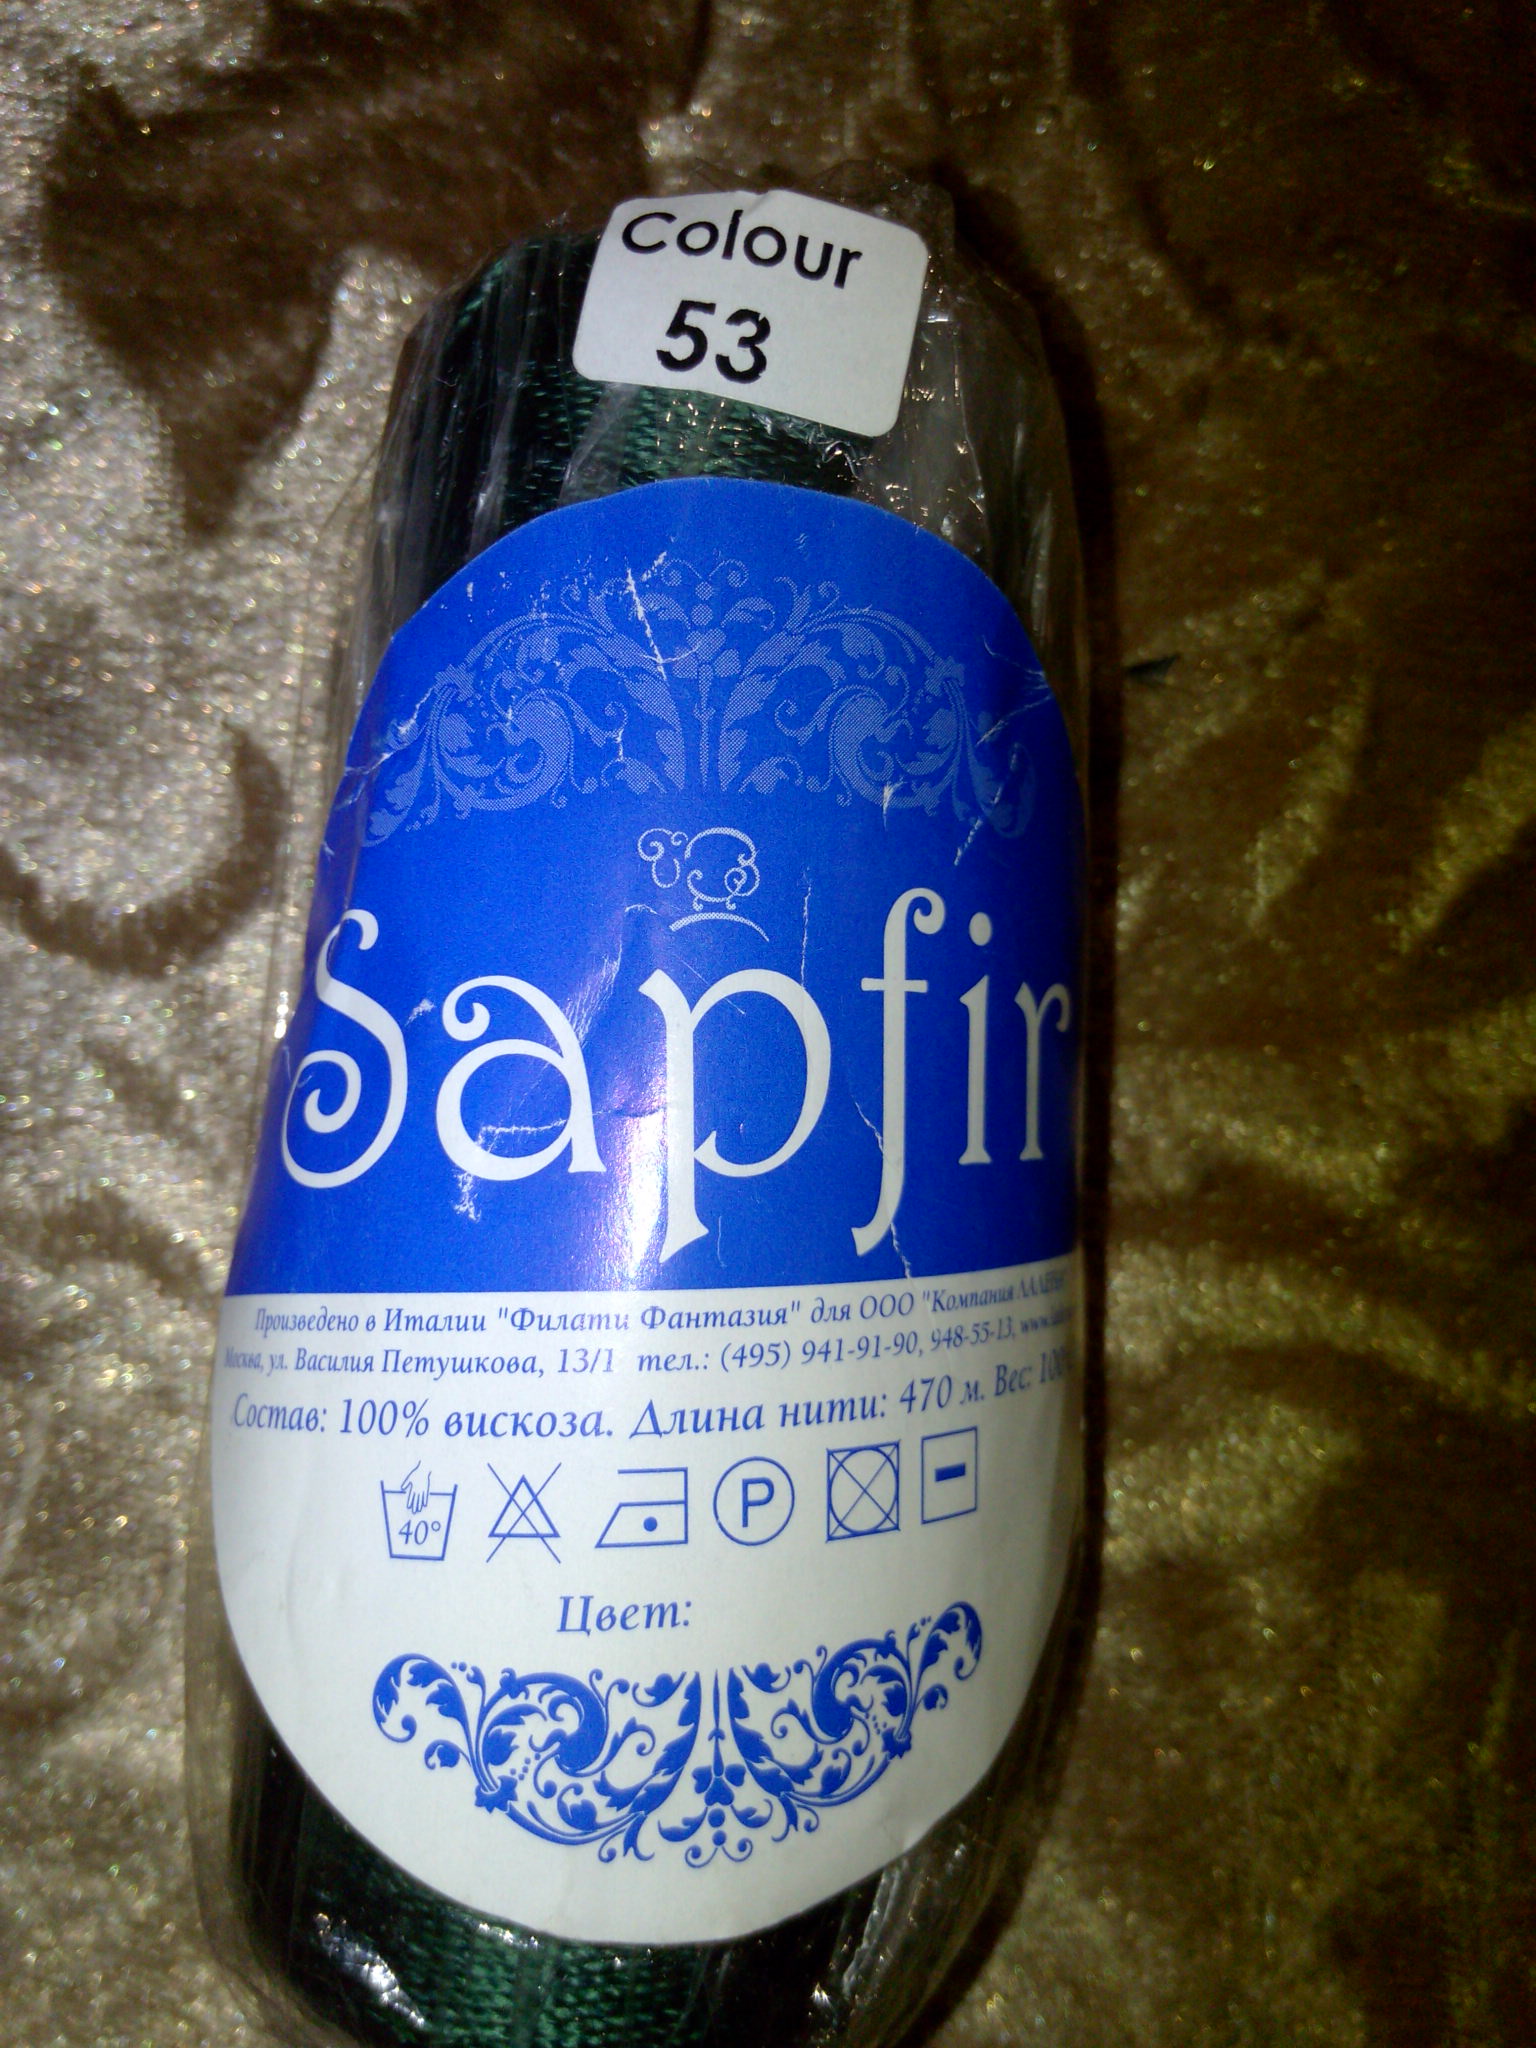 Colour
53
Sapfir
Произведено в Италии "Филати Фантазия" для ООО "Компания
Москва, ул. Василия Петушкова, 13/1 тел.: (495) 941-91-90, 948-55-13,
Состав: 100% вискоза. Длина нити: 470 м. Вес:
40°
P
Цвет: